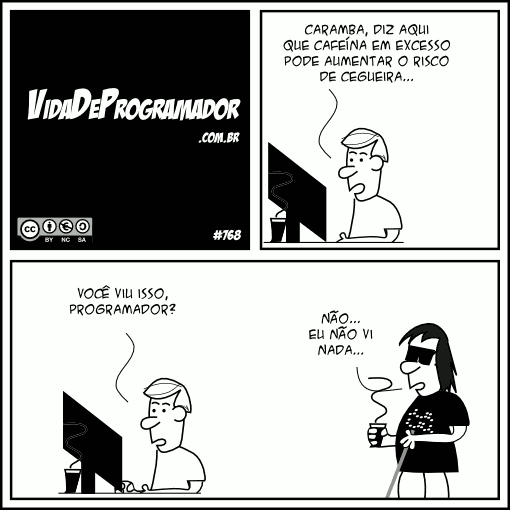 VIDADEPROGRAMADOR
.COM.BR
CC
BY NC SA
#768
CARAMBA, DIZ AQUI
QUE CAFEÍNA EM EXCESSO
PODE AUMENTAR O RISCO
DE CEGUEIRA...
VOCÊ VIU ISSO,
PROGRAMADOR?
NÃO...
EU NÃO VI
NADA...